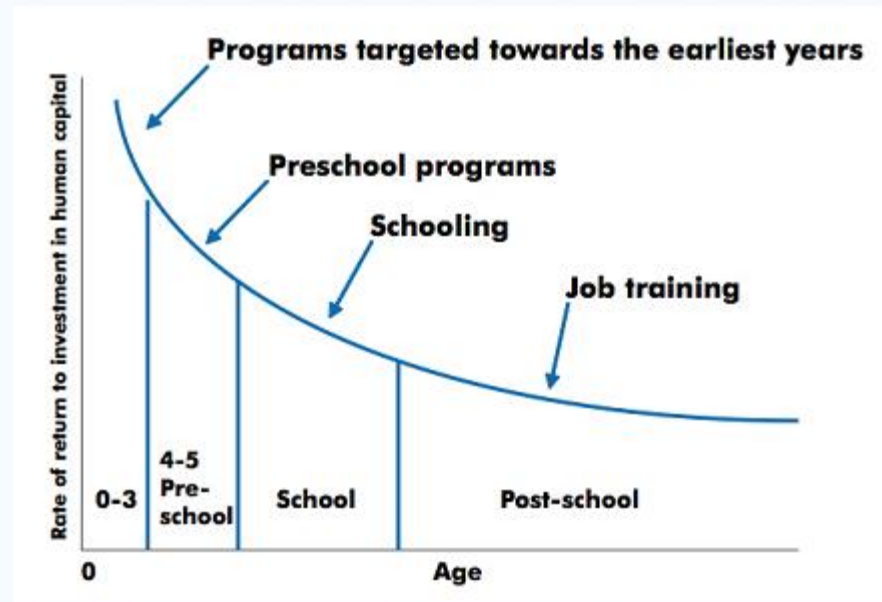 Programs targeted towards the earliest years
Preschool programs
Schooling
Job training
Rate of return to investment in human capital
0-3
4-5
Pre-
school
School
Post-school
0
Age